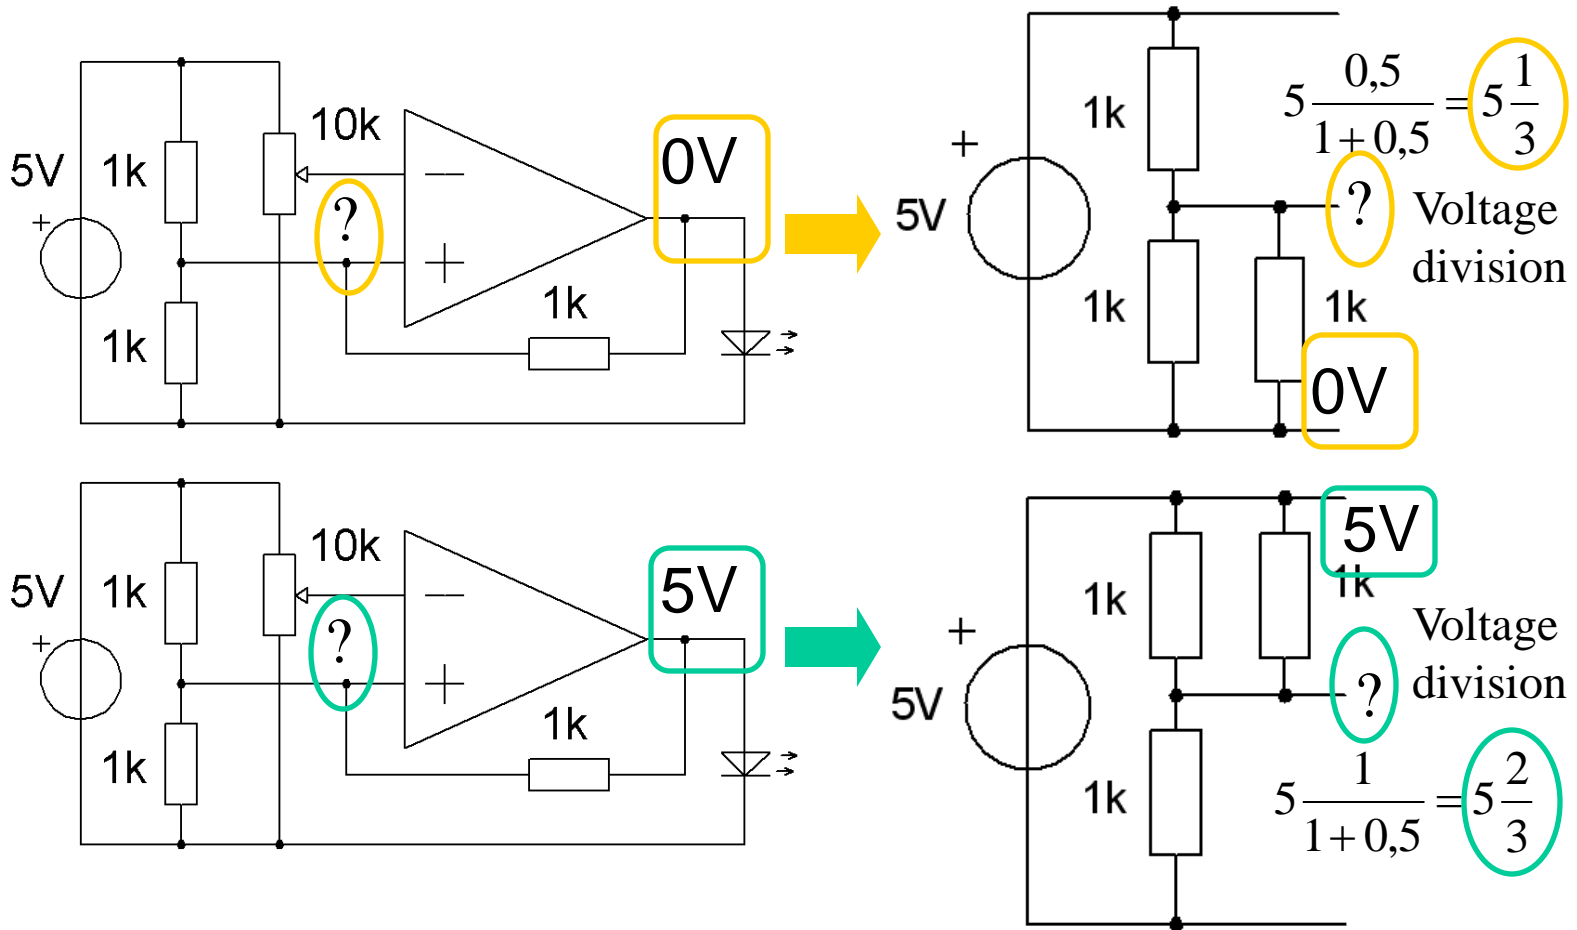 5V
+
1k
1k
10k
?
−
+
1k
0V
+
5V
1k
1k
1k
0V
?
5 0,5/(1+0,5) = 5 1/3
Voltage
division
5V
+
1k
1k
10k
?
−
+
1k
5V
+
5V
1k
1k
1k
5V
?
Voltage
division
5 1/(1+0,5) = 5 2/3